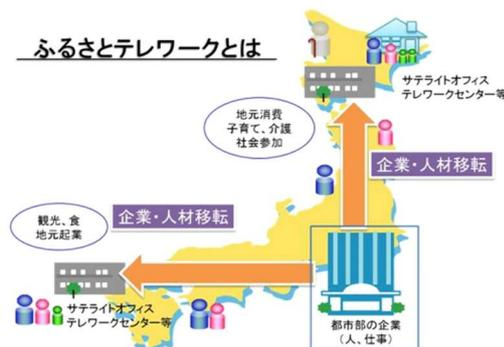 ふるさとテレワークとは
サテライトオフィス
テレワークセンター等
地元消費
子育て、介護
社会参加
企業・人材移転
観光、食
地元起業
企業・人材移転
サテライトオフィス
テレワークセンター等
都市部の企業
（人、仕事）